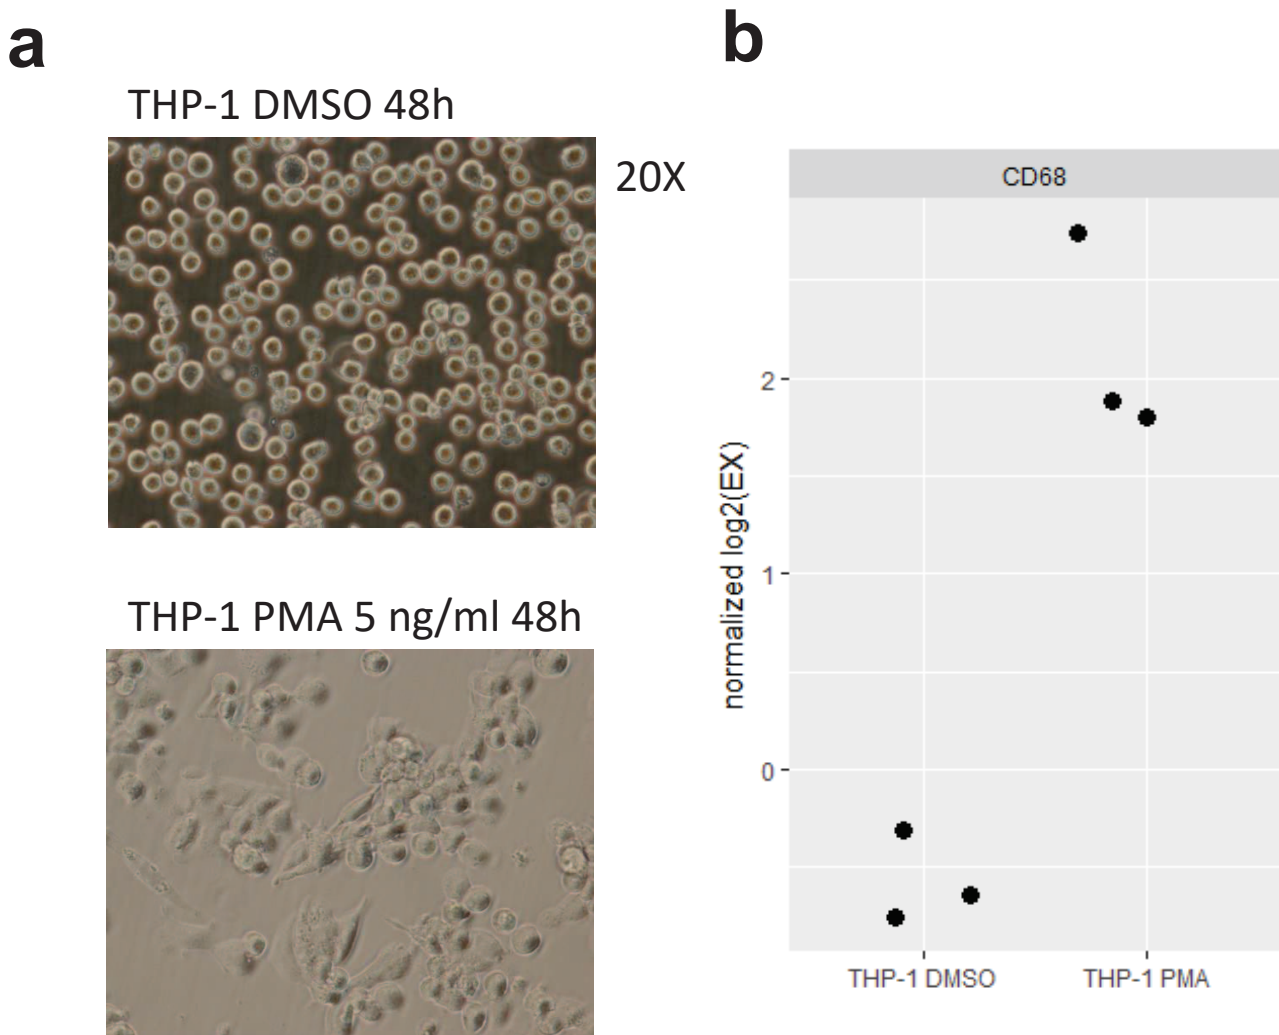 a
THP-1 DMSO 48h
20X
THP-1 PMA 5 ng/ml 48h
b
CD68
normalized log2(EX)
2
1
0
THP-1 DMSO
THP-1 PMA